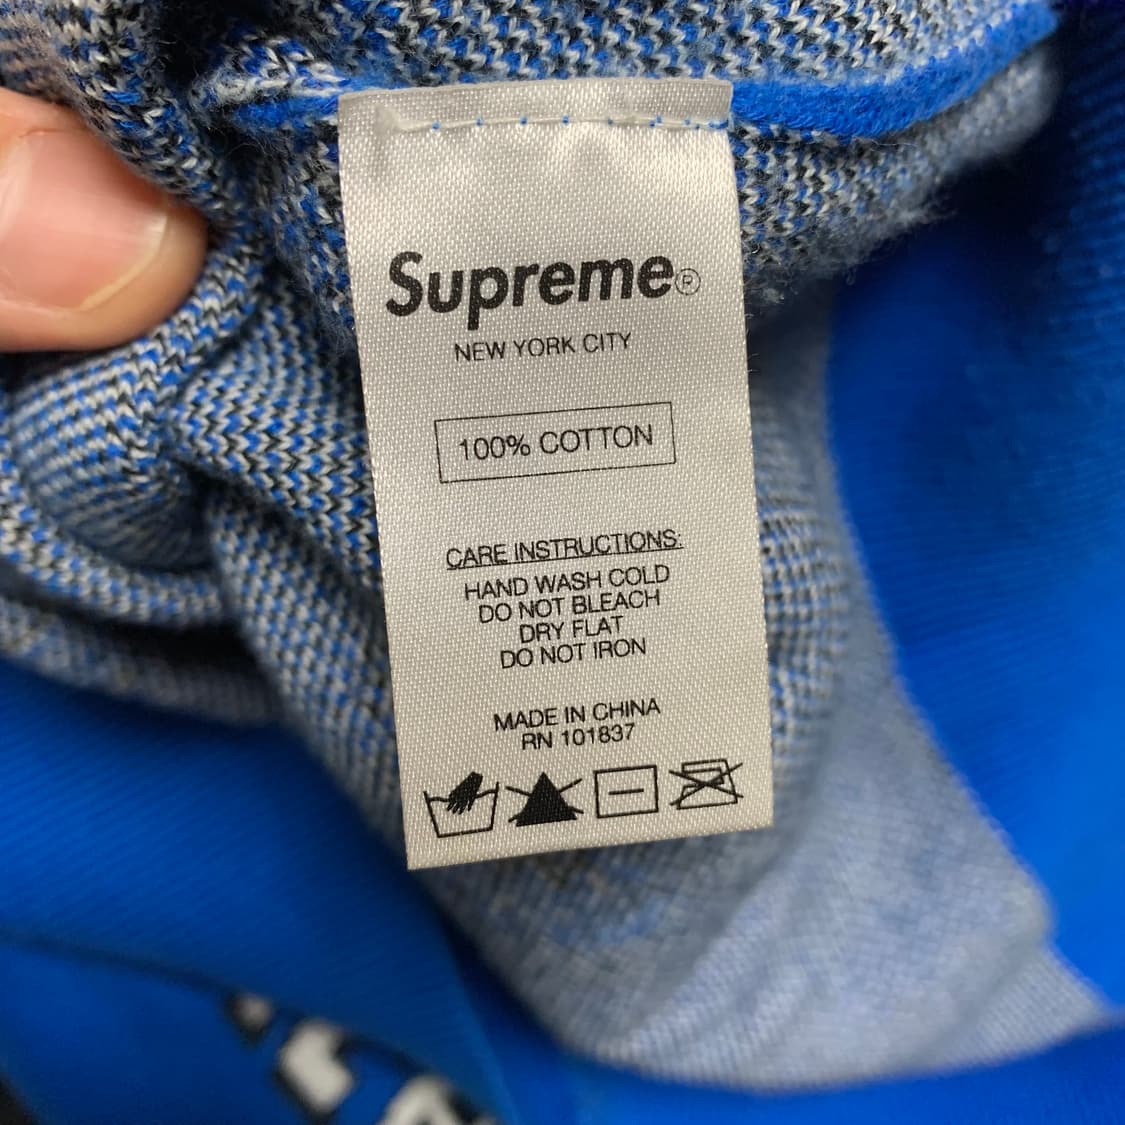 Supreme®
NEW YORK CITY
100% COTTON
CARE INSTRUCTIONS:
HAND WASH COLD
DO NOT BLEACH
DRY FLAT
DO NOT IRON
MADE IN CHINA
RN 101837